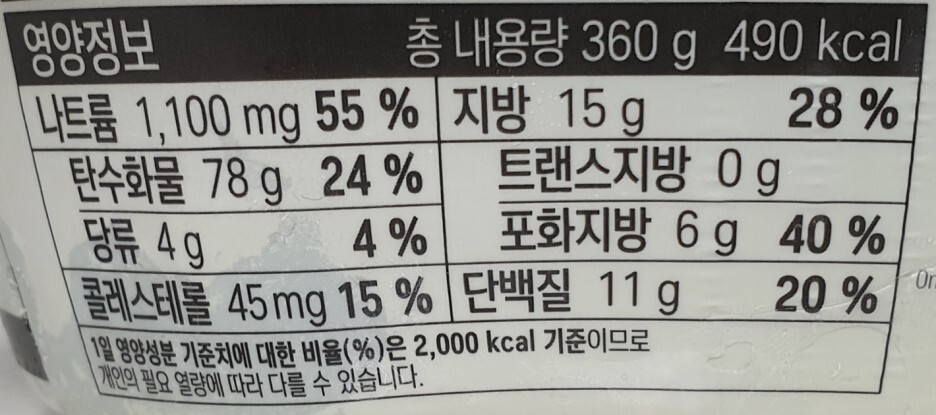 영양정보 총 내용량 360 g 490 kcal
나트륨 1,100 mg 55 % 지방 15 g 28 %
탄수화물 78 g 24 % 트랜스지방 0 g
당류 4 g 4 % 포화지방 6 g 40 %
콜레스테롤 45 mg 15 % 단백질 11 g 20 %
1일 영양성분 기준치에 대한 비율(%)은 2,000 kcal 기준이므로
개인의 필요 열량에 따라 다를 수 있습니다.